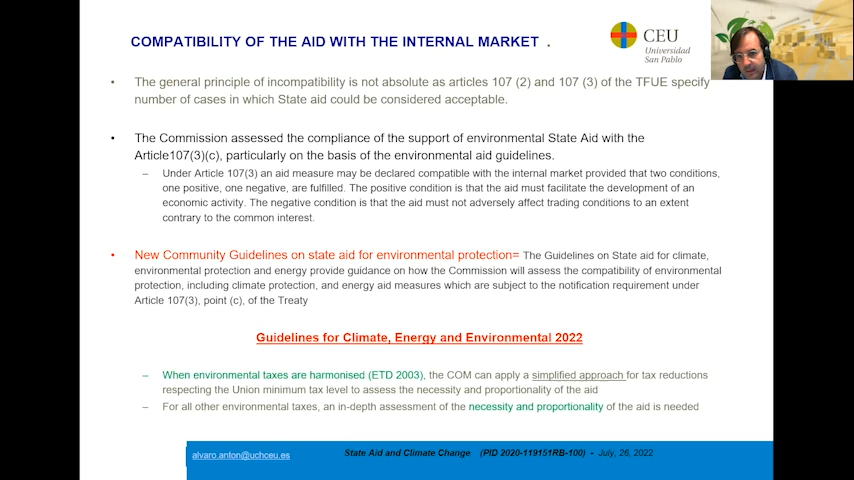 COMPATIBILITY OF THE AID WITH THE INTERNAL MARKET .
CEU
Universidad
San Pablo
• The general principle of incompatibility is not absolute as articles 107 (2) and 107 (3) of the TFUE specify
number of cases in which State aid could be considered acceptable.
• The Commission assessed the compliance of the support of environmental State Aid with the
Article107(3)(c), particularly on the basis of the environmental aid guidelines.
– Under Article 107(3) an aid measure may be declared compatible with the internal market provided that two conditions,
one positive, one negative, are fulfilled. The positive condition is that the aid must facilitate the development of an
economic activity. The negative condition is that the aid must not adversely affect trading conditions to an extent
contrary to the common interest.
• New Community Guidelines on state aid for environmental protection= The Guidelines on State aid for climate,
environmental protection and energy provide guidance on how the Commission will assess the compatibility of environmental
protection, including climate protection, and energy aid measures which are subject to the notification requirement under
Article 107(3), point (c), of the Treaty
Guidelines for Climate, Energy and Environmental 2022
– When environmental taxes are harmonised (ETD 2003), the COM can apply a simplified approach for tax reductions
respecting the Union minimum tax level to assess the necessity and proportionality of the aid
– For all other environmental taxes, an in-depth assessment of the necessity and proportionality of the aid is needed
alvaro.anton@uchceu.es State Aid and Climate Change (PID 2020-119151RB-100) - July, 26, 2022